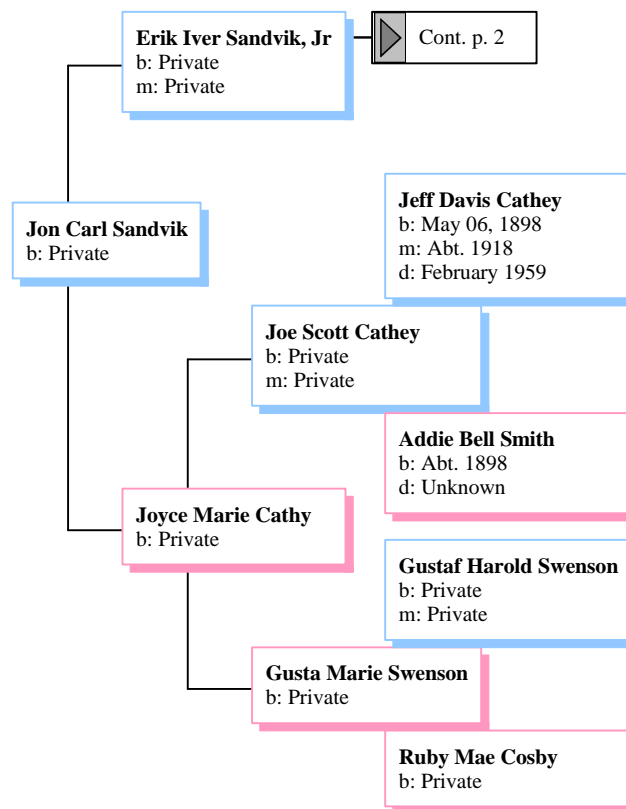 Erik Iver Sandvik, Jr
b: Private
m: Private
Cont. p. 2
Jeff Davis Cathey
b: May 06, 1898
m: Abt. 1918
d: February 1959
Jon Carl Sandvik
b: Private
Joe Scott Cathey
b: Private
m: Private
Addie Bell Smith
b: Abt. 1898
d: Unknown
Joyce Marie Cathy
b: Private
Gustaf Harold Swenson
b: Private
m: Private
Gusta Marie Swenson
b: Private
Ruby Mae Cosby
b: Private